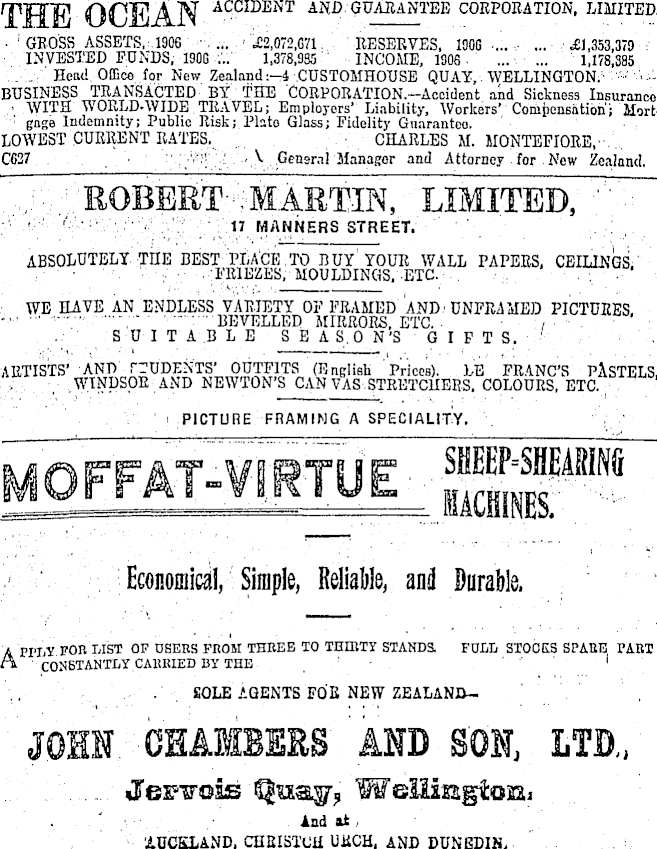 THE OCEAN ACCIDENT AND GUARANTEE CORPORATION, LIMITED
GROSS ASSETS, 1906 ... £2,072,671 RESERVES, 1906 ... ... £1,353,379
INVESTED FUNDS, 1906 ... 1,378,985 INCOME, 1906 ... ... 1,178,385
Head Office for New Zealand:—4 CUSTOMHOUSE QUAY, WELLINGTON.
BUSINESS TRANSACTED BY THE CORPORATION.—Accident and Sickness Insurance
WITH WORLD-WIDE TRAVEL; Employers' Liability, Workers' Compensation; Mort-
gage Indemnity; Public Risk; Plate Glass; Fidelity Guarantee.
LOWEST CURRENT RATES. CHARLES M. MONTEFIORE,
C627 General Manager and Attorney for New Zealand.
ROBERT MARTIN, LIMITED,
17 MANNERS STREET.
ABSOLUTELY THE BEST PLACE TO BUY YOUR WALL PAPERS, CEILINGS,
FRIEZES, MOULDINGS, ETC.
WE HAVE AN ENDLESS VARIETY OF FRAMED AND UNFRAMED PICTURES,
BEVELLED MIRRORS, ETC.
SUITABLE SEASON'S GIFTS.
ARTISTS' AND STUDENTS' OUTFITS (English Prices). LE FRANC'S PASTELS,
WINDSOR AND NEWTON'S CANVAS STRETCHERS, COLOURS, ETC.
PICTURE FRAMING A SPECIALITY.
MOFFAT-VIRTUE SHEEP-SHEARING
MACHINES.
Economical, Simple, Reliable, and Durable.
APPLY FOR LIST OF USERS FROM THREE TO THIRTY STANDS. FULL STOCKS SPARE PART
CONSTANTLY CARRIED BY THE
SOLE AGENTS FOR NEW ZEALAND—
JOHN CHAMBERS AND SON, LTD.,
Jervois Quay, Wellington,
And at
AUCKLAND, CHRISTCHURCH, AND DUNEDIN.